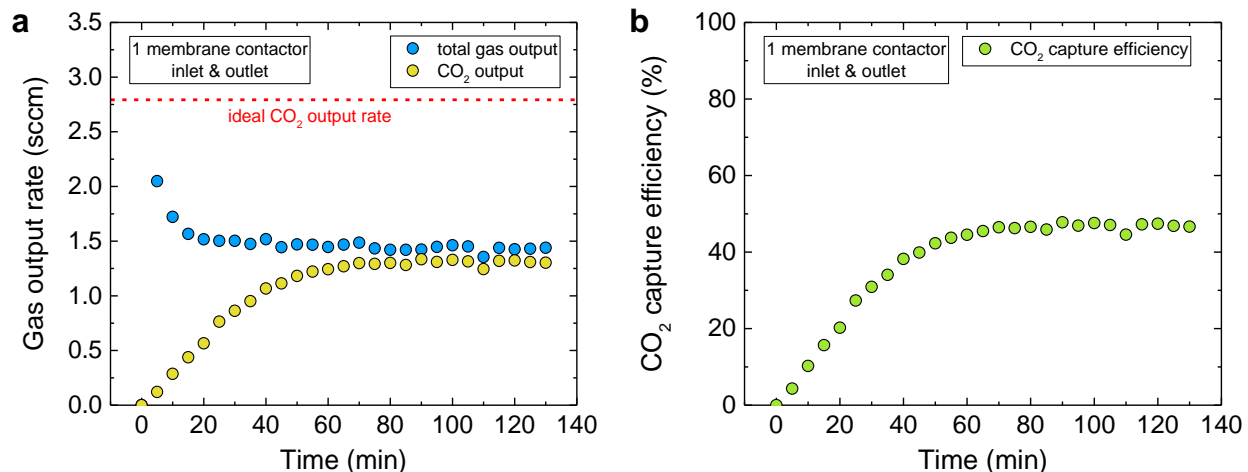 a
1 membrane contactor
inlet & outlet
total gas output
CO₂ output
ideal CO₂ output rate
Gas output rate (sccm)
3.5
3.0
2.5
2.0
1.5
1.0
0.5
0.0
0 20 40 60 80 100 120 140
Time (min)
b
1 membrane contactor
inlet & outlet
CO₂ capture efficiency
CO₂ capture efficiency (%)
100
80
60
40
20
0
0 20 40 60 80 100 120 140
Time (min)